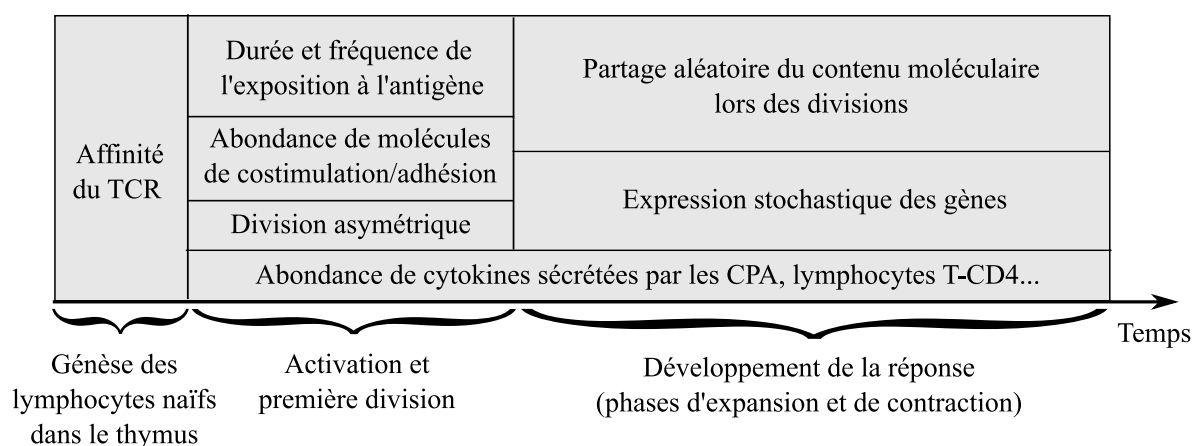 Affinité
du TCR
Durée et fréquence de
l'exposition à l'antigène
Abondance de molécules
de costimulation/adhésion
Division asymétrique
Partage aléatoire du contenu moléculaire
lors des divisions
Expression stochastique des gènes
Abondance de cytokines sécrétées par les CPA, lymphocytes T-CD4...
Temps
Génèse des
lymphocytes naïfs
dans le thymus
Activation et
première division
Développement de la réponse
(phases d'expansion et de contraction)